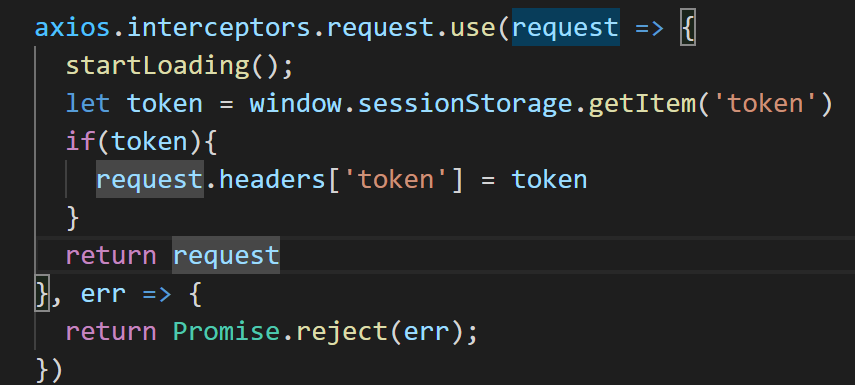 axios.interceptors.request.use(request => {
  startLoading();
  let token = window.sessionStorage.getItem('token')
  if(token){
    request.headers['token'] = token
  }
  return request
}, err => {
  return Promise.reject(err);
})